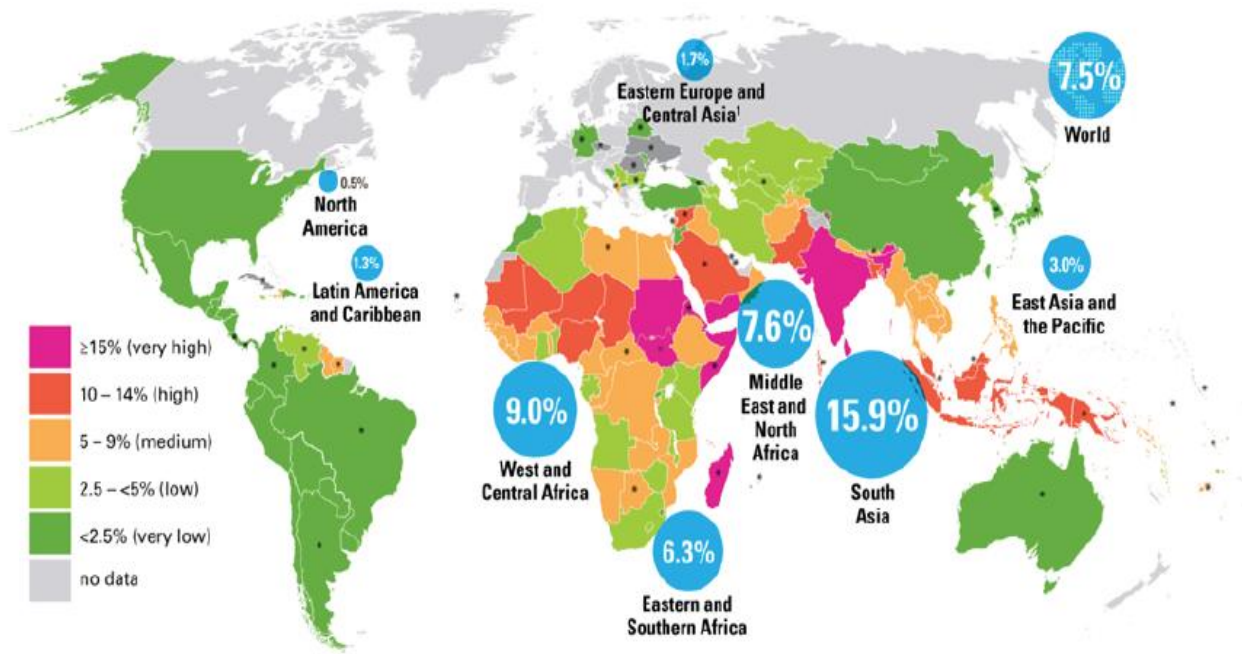 1.7%
Eastern Europe and
Central Asia¹
7.5%
World
0.5%
North
America
1.3%
Latin America
and Caribbean
3.0%
East Asia and
the Pacific
≥15% (very high)
10 – 14% (high)
5 – 9% (medium)
2.5 – <5% (low)
<2.5% (very low)
no data
9.0%
West and
Central Africa
7.6%
Middle
East and
North
Africa
15.9%
South
Asia
6.3%
Eastern and
Southern Africa